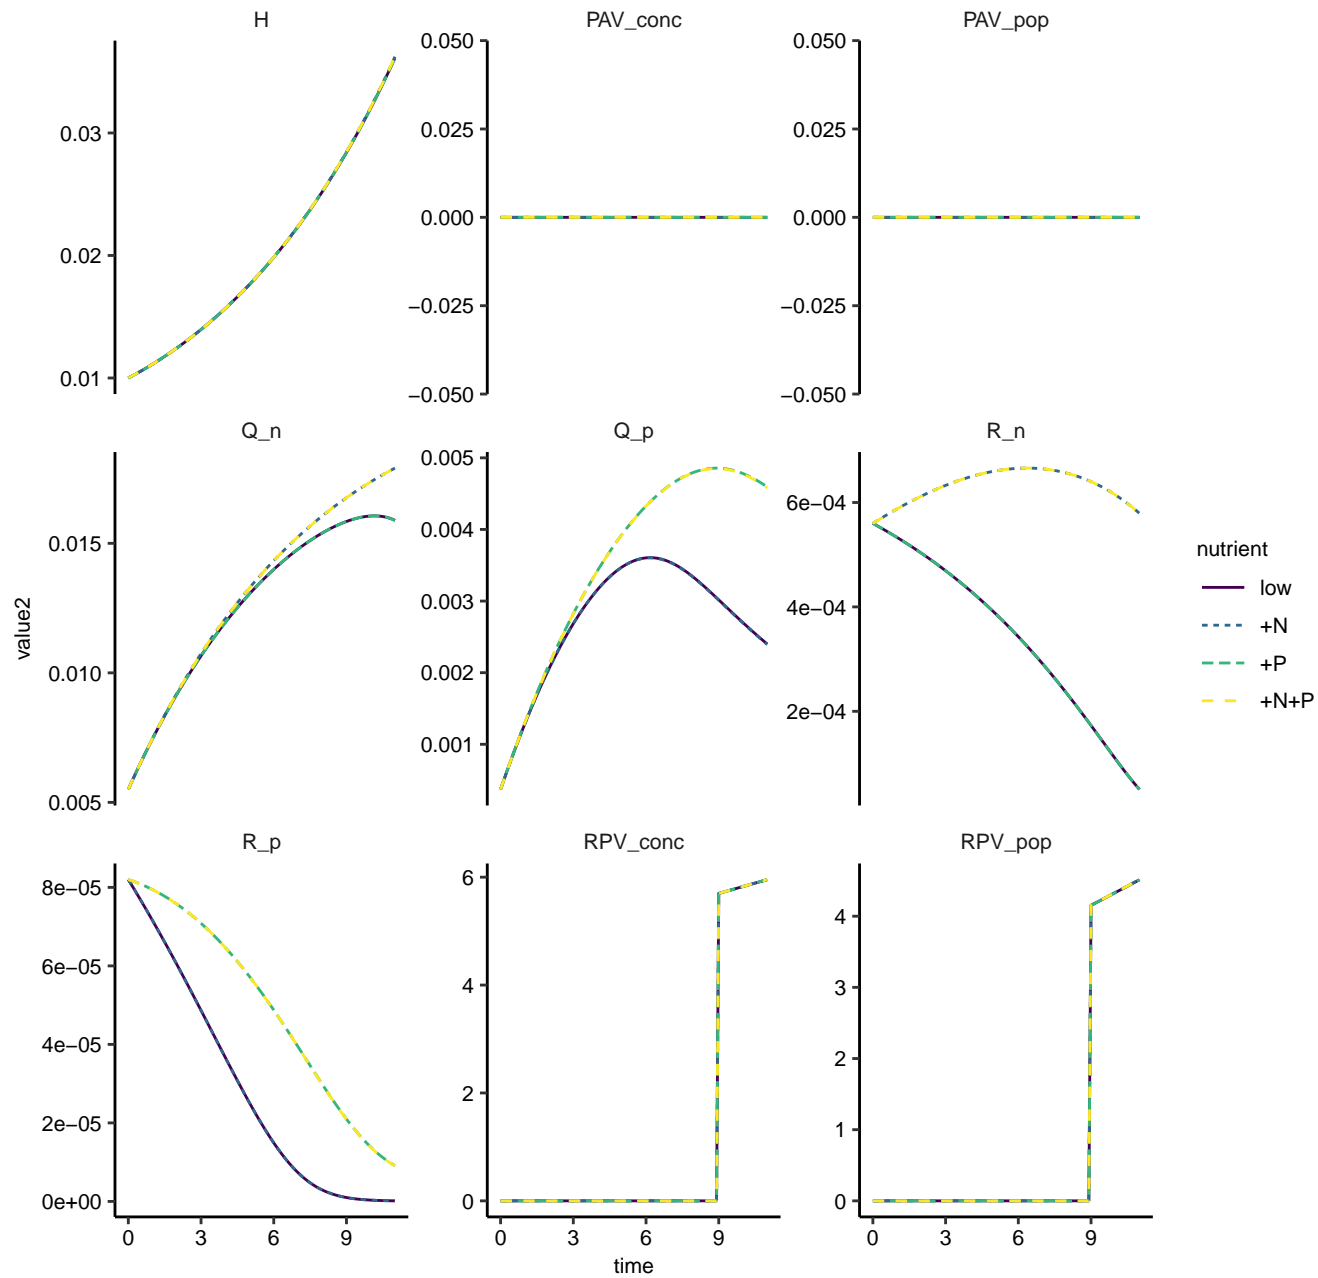 H
PAV_conc
PAV_pop
0.03
0.02
0.01
0.050
0.025
0.000
−0.025
−0.050
0.050
0.025
0.000
−0.025
−0.050
Q_n
Q_p
R_n
0.015
0.010
0.005
0.005
0.004
0.003
0.002
0.001
6e−04
4e−04
2e−04
value2
nutrient
low
+N
+P
+N+P
R_p
RPV_conc
RPV_pop
8e−05
6e−05
4e−05
2e−05
0e+00
6
4
2
0
4
3
2
1
0
0 3 6 9
0 3 6 9
0 3 6 9
time